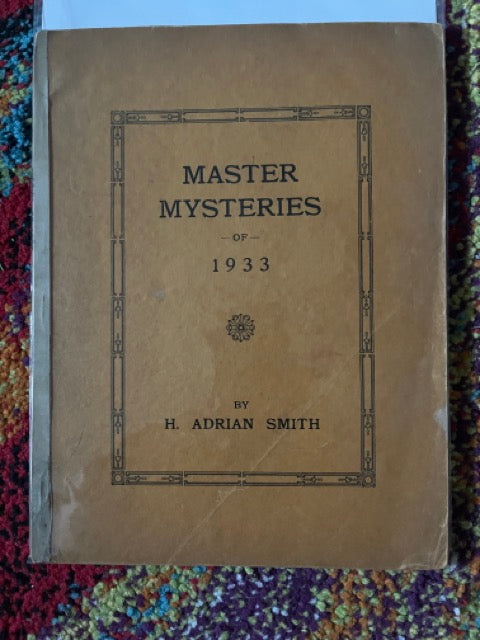 MASTER
MYSTERIES
—OF—
1933
BY
H. ADRIAN SMITH